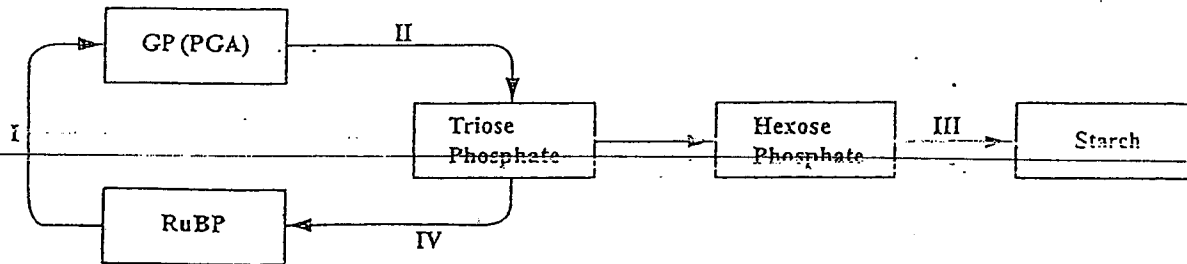 GP (PGA)
II
I
Triose
Phosphate
Hexose
Phosphate
III
Starch
RuBP
IV